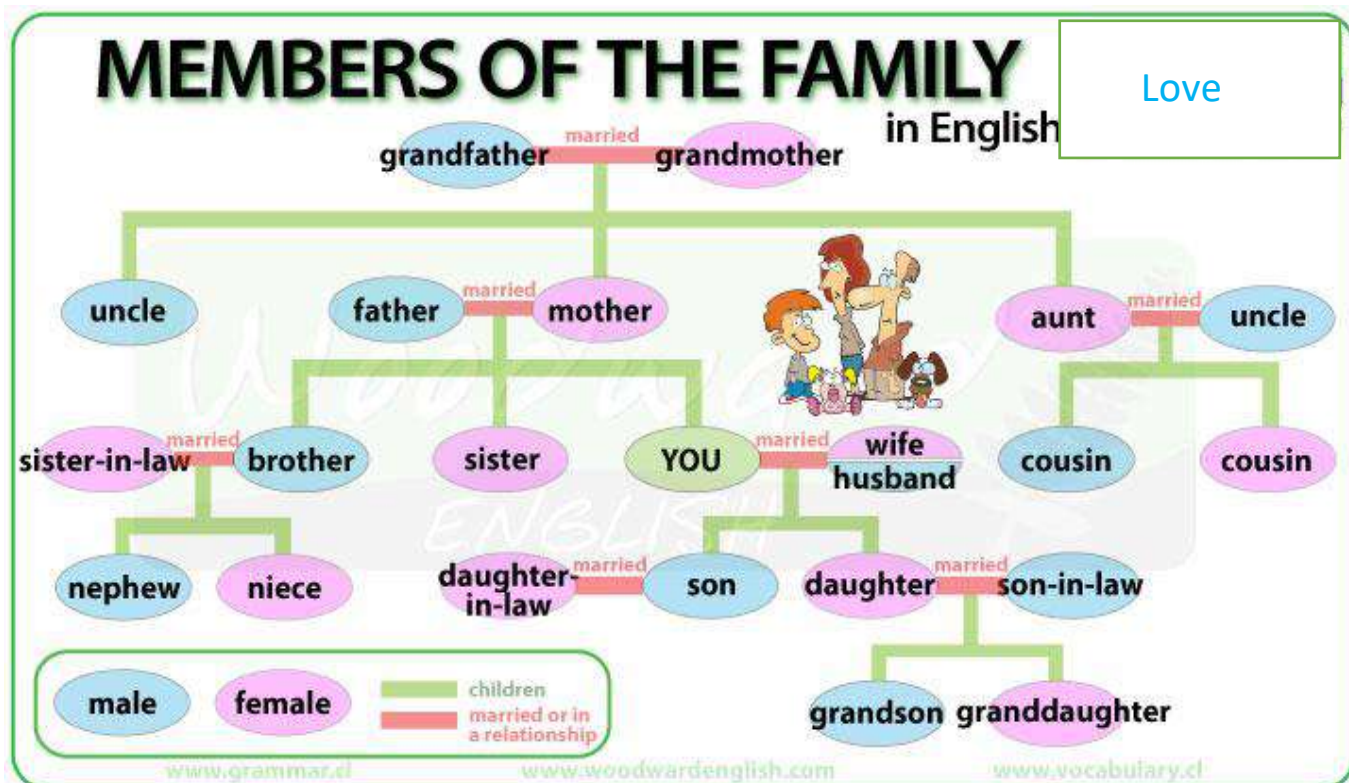 MEMBERS OF THE FAMILY
in English
Love
grandfather married grandmother
uncle father married mother aunt married uncle
sister-in-law married brother sister YOU married wife husband cousin cousin
nephew niece daughter-in-law married son daughter married son-in-law
male female children
married or in a relationship
grandson granddaughter
www.grammar.cl www.woodwardenglish.com www.vocabulary.cl
Woodward
ENGLISH